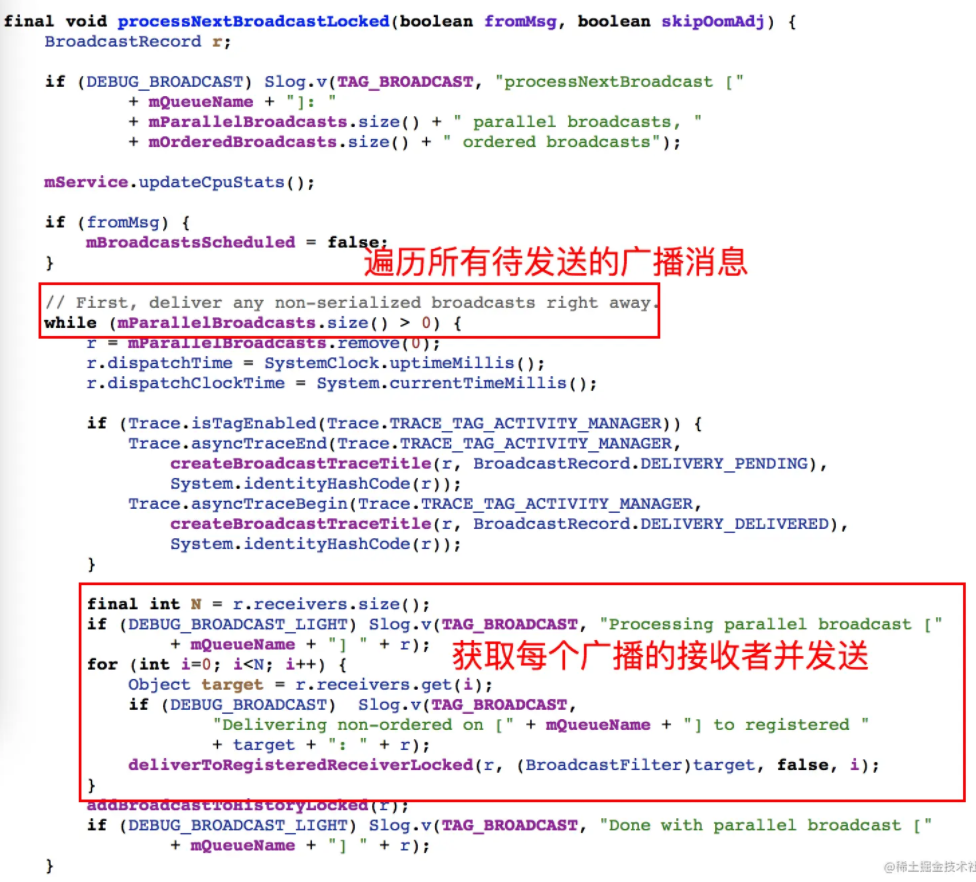 final void processNextBroadcastLocked(boolean fromMsg, boolean skipOomAdj) {
BroadcastRecord r;
if (DEBUG_BROADCAST) Slog.v(TAG_BROADCAST, "processNextBroadcast ["
+ mQueueName + "]: "
+ mParallelBroadcasts.size() + " parallel broadcasts, "
+ mOrderedBroadcasts.size() + " ordered broadcasts");
mService.updateCpuStats();
if (fromMsg) {
mBroadcastsScheduled = false;
}
遍历所有待发送的广播消息
// First, deliver any non-serialized broadcasts right away.
while (mParallelBroadcasts.size() > 0) {
r = mParallelBroadcasts.remove(0);
r.dispatchTime = SystemClock.uptimeMillis();
r.dispatchClockTime = System.currentTimeMillis();
if (Trace.isTagEnabled(Trace.TRACE_TAG_ACTIVITY_MANAGER)) {
Trace.asyncTraceEnd(Trace.TRACE_TAG_ACTIVITY_MANAGER,
createBroadcastTraceTitle(r, BroadcastRecord.DELIVERY_PENDING),
System.identityHashCode(r));
Trace.asyncTraceBegin(Trace.TRACE_TAG_ACTIVITY_MANAGER,
createBroadcastTraceTitle(r, BroadcastRecord.DELIVERY_DELIVERED),
System.identityHashCode(r));
}
final int N = r.receivers.size();
if (DEBUG_BROADCAST_LIGHT) Slog.v(TAG_BROADCAST, "Processing parallel broadcast ["
+ mQueueName + "] " + r);
获取每个广播的接收者并发送
for (int i=0; i<N; i++) {
Object target = r.receivers.get(i);
if (DEBUG_BROADCAST)  Slog.v(TAG_BROADCAST,
"Delivering non-ordered on [" + mQueueName + "] to registered "
+ target + ": " + r);
deliverToRegisteredReceiverLocked(r, (BroadcastFilter)target, false, i);
}
addBroadcastToHistoryLocked(r);
if (DEBUG_BROADCAST_LIGHT) Slog.v(TAG_BROADCAST, "Done with parallel broadcast ["
+ mQueueName + "] " + r);
}
@稀土掘金技术社